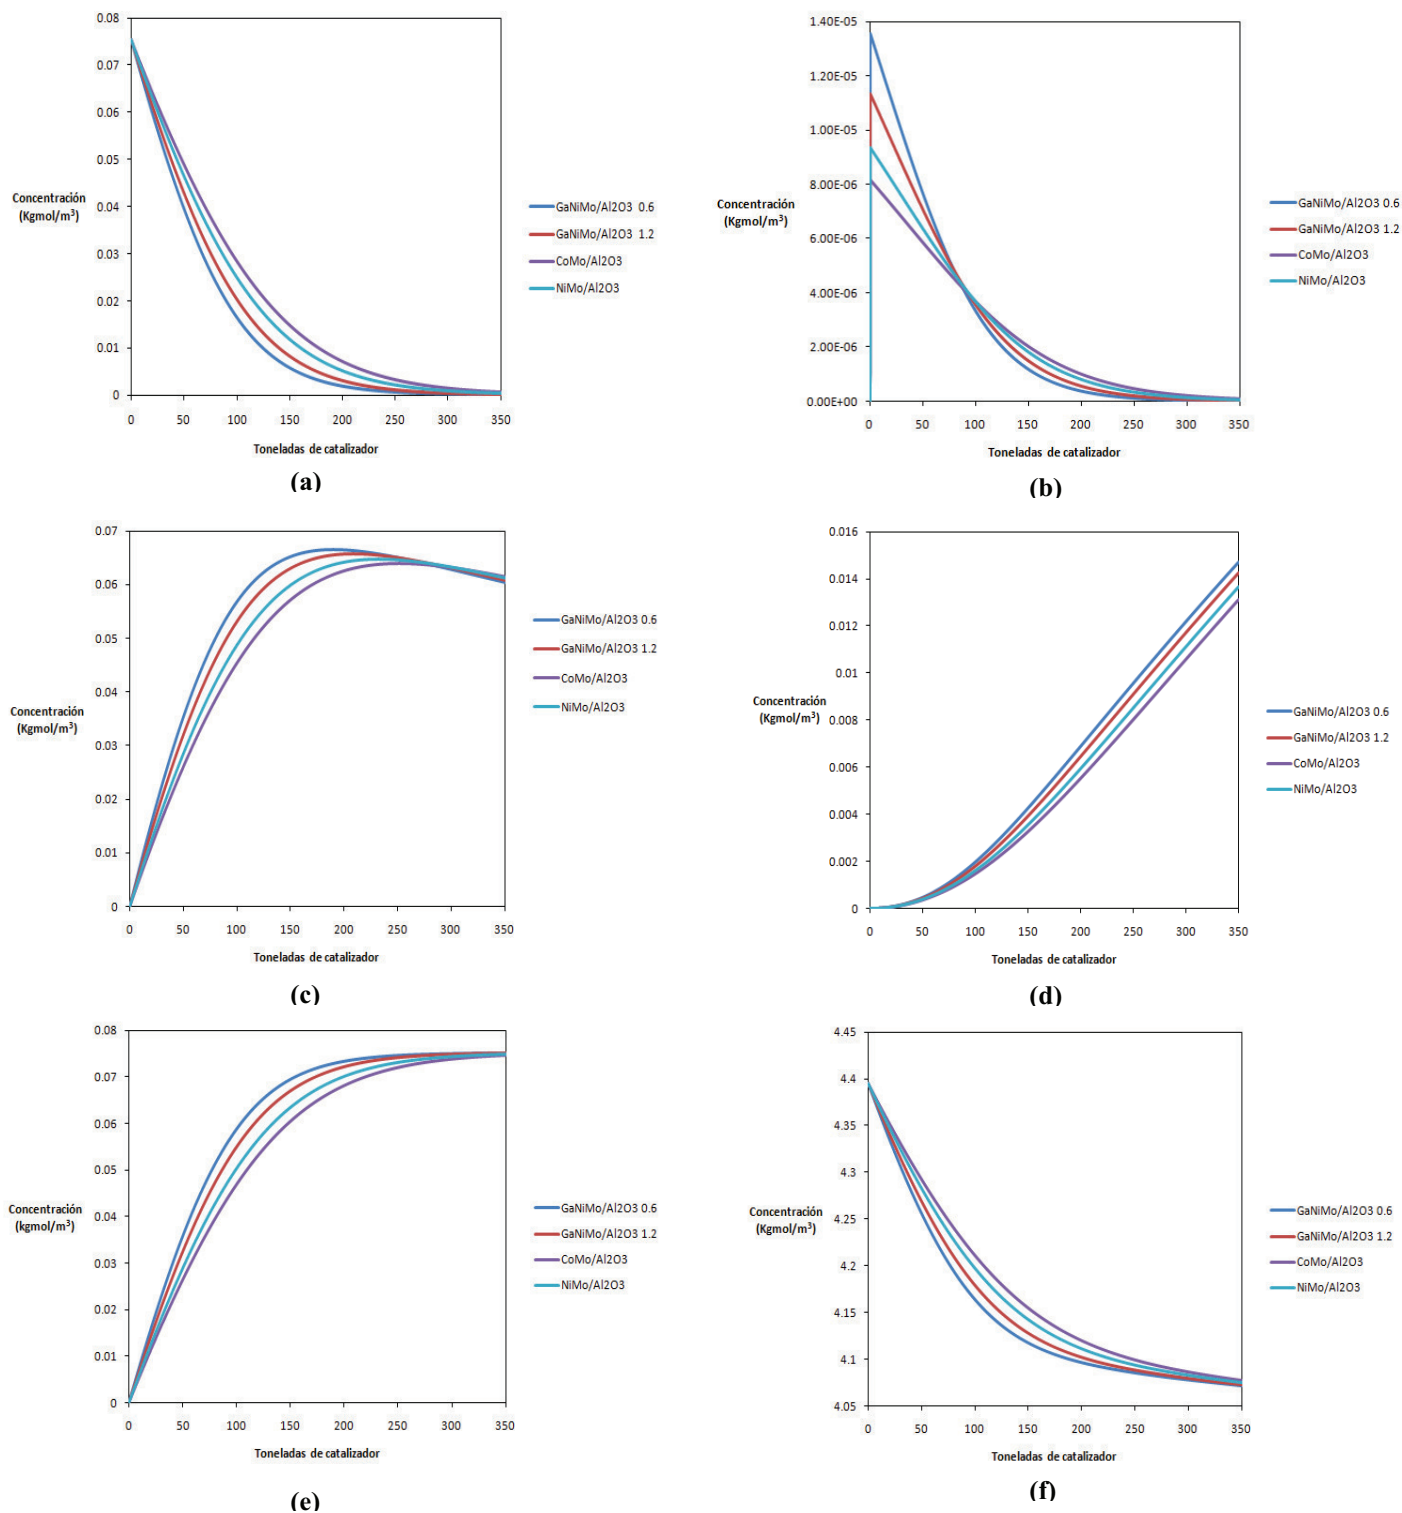 0.08
0.07
0.06
0.05
0.04
0.03
0.02
0.01
0
Concentración
(Kgmol/m³)
0 50 100 150 200 250 300 350
Toneladas de catalizador
GaNiMo/Al2O3 0.6
GaNiMo/Al2O3 1.2
CoMo/Al2O3
NiMo/Al2O3
(a)
1.40E-05
1.20E-05
1.00E-05
8.00E-06
6.00E-06
4.00E-06
2.00E-06
0.00E+00
Concentración
(Kgmol/m³)
0 50 100 150 200 250 300 350
Toneladas de catalizador
GaNiMo/Al2O3 0.6
GaNiMo/Al2O3 1.2
CoMo/Al2O3
NiMo/Al2O3
(b)
0.07
0.06
0.05
0.04
0.03
0.02
0.01
0
Concentración
(Kgmol/m³)
0 50 100 150 200 250 300 350
Toneladas de catalizador
GaNiMo/Al2O3 0.6
GaNiMo/Al2O3 1.2
CoMo/Al2O3
NiMo/Al2O3
(c)
0.016
0.014
0.012
0.01
0.008
0.006
0.004
0.002
0
Concentración
(Kgmol/m³)
0 50 100 150 200 250 300 350
Toneladas de catalizador
GaNiMo/Al2O3 0.6
GaNiMo/Al2O3 1.2
CoMo/Al2O3
NiMo/Al2O3
(d)
0.08
0.07
0.06
0.05
0.04
0.03
0.02
0.01
0
Concentración
(kgmol/m³)
0 50 100 150 200 250 300 350
Toneladas de catalizador
GaNiMo/Al2O3 0.6
GaNiMo/Al2O3 1.2
CoMo/Al2O3
NiMo/Al2O3
(e)
4.45
4.4
4.35
4.3
4.25
4.2
4.15
4.1
4.05
Concentración
(Kgmol/m³)
0 50 100 150 200 250 300 350
Toneladas de catalizador
GaNiMo/Al2O3 0.6
GaNiMo/Al2O3 1.2
CoMo/Al2O3
NiMo/Al2O3
(f)